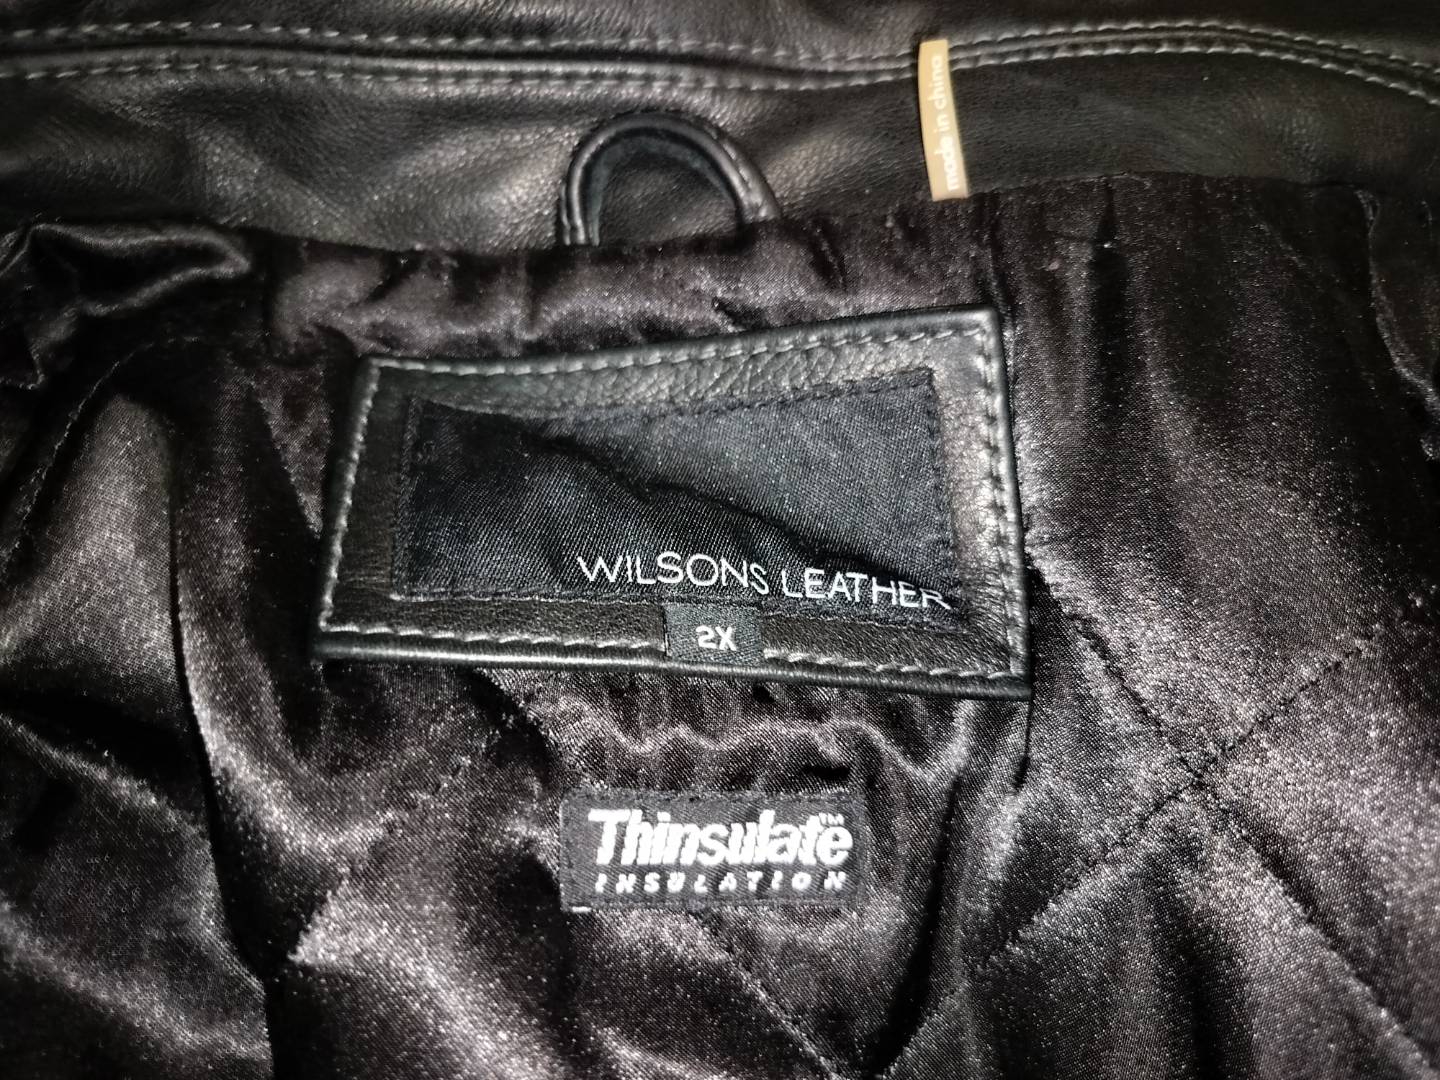 made in china
WILSONS LEATHER
2X
Thinsulate™
INSULATION